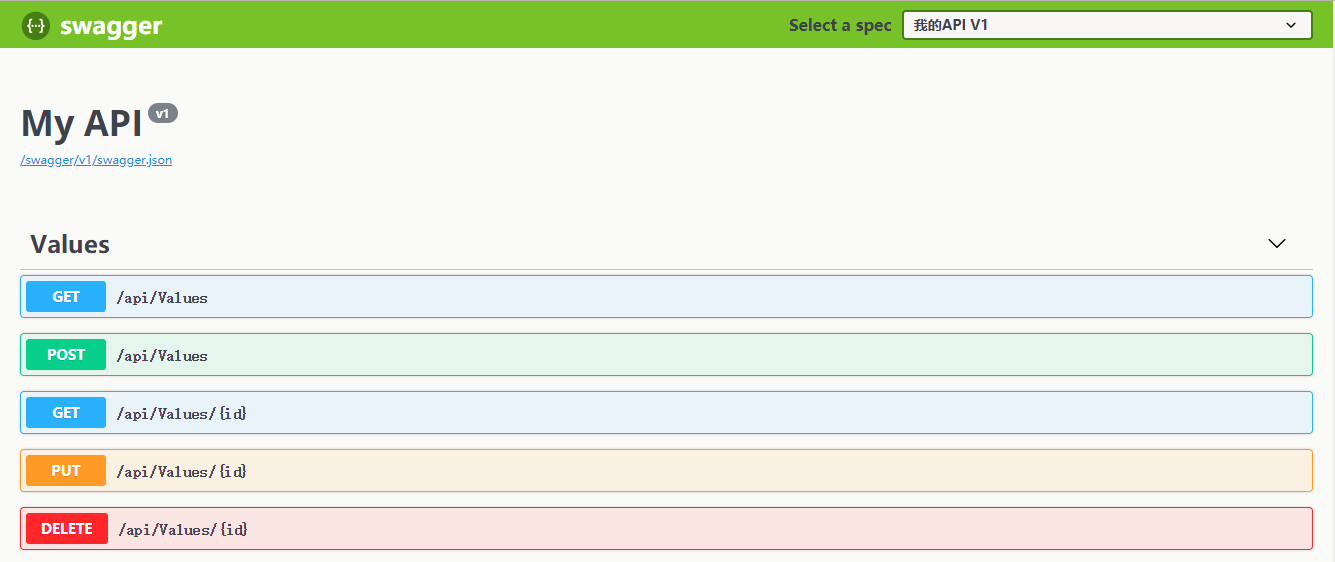 {··} swagger Select a spec 我的API V1
My API v1
/swagger/v1/swagger.json
Values
GET /api/Values
POST /api/Values
GET /api/Values/{id}
PUT /api/Values/{id}
DELETE /api/Values/{id}